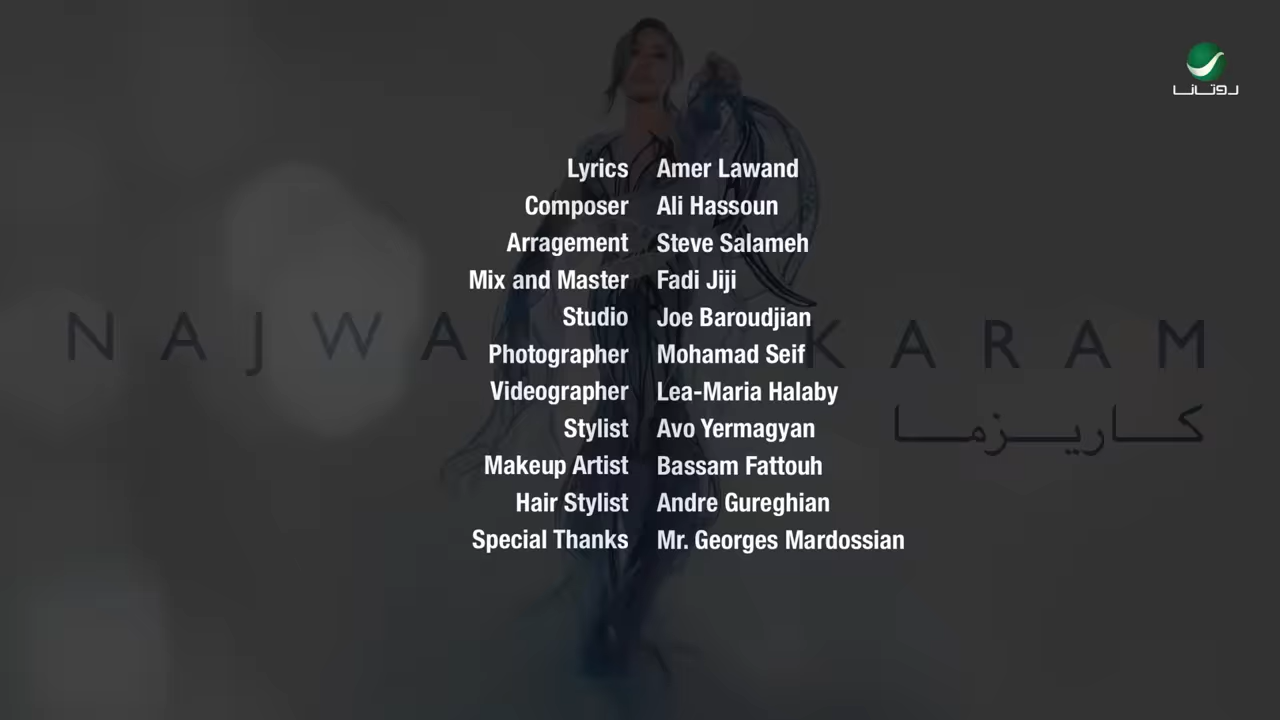 روتانا
Lyrics Amer Lawand
Composer Ali Hassoun
Arragement Steve Salameh
Mix and Master Fadi Jiji
Studio Joe Baroudjian
Photographer Mohamad Seif
Videographer Lea-Maria Halaby
Stylist Avo Yermagyan
Makeup Artist Bassam Fattouh
Hair Stylist Andre Gureghian
Special Thanks Mr. Georges Mardossian
NAJWA KARAM
كاريزما